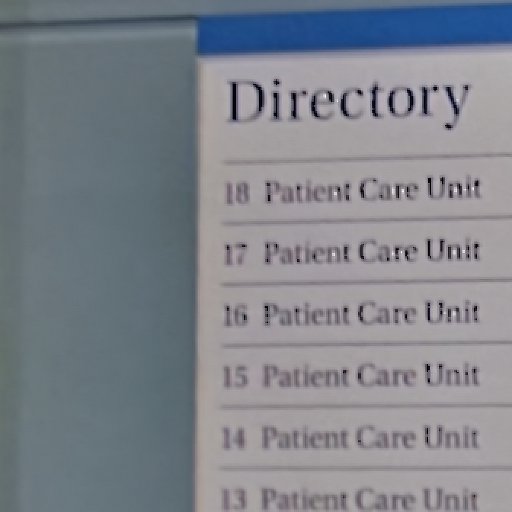 Directory
18 Patient Care Unit
17 Patient Care Unit
16 Patient Care Unit
15 Patient Care Unit
14 Patient Care Unit
13 Patient Care Unit